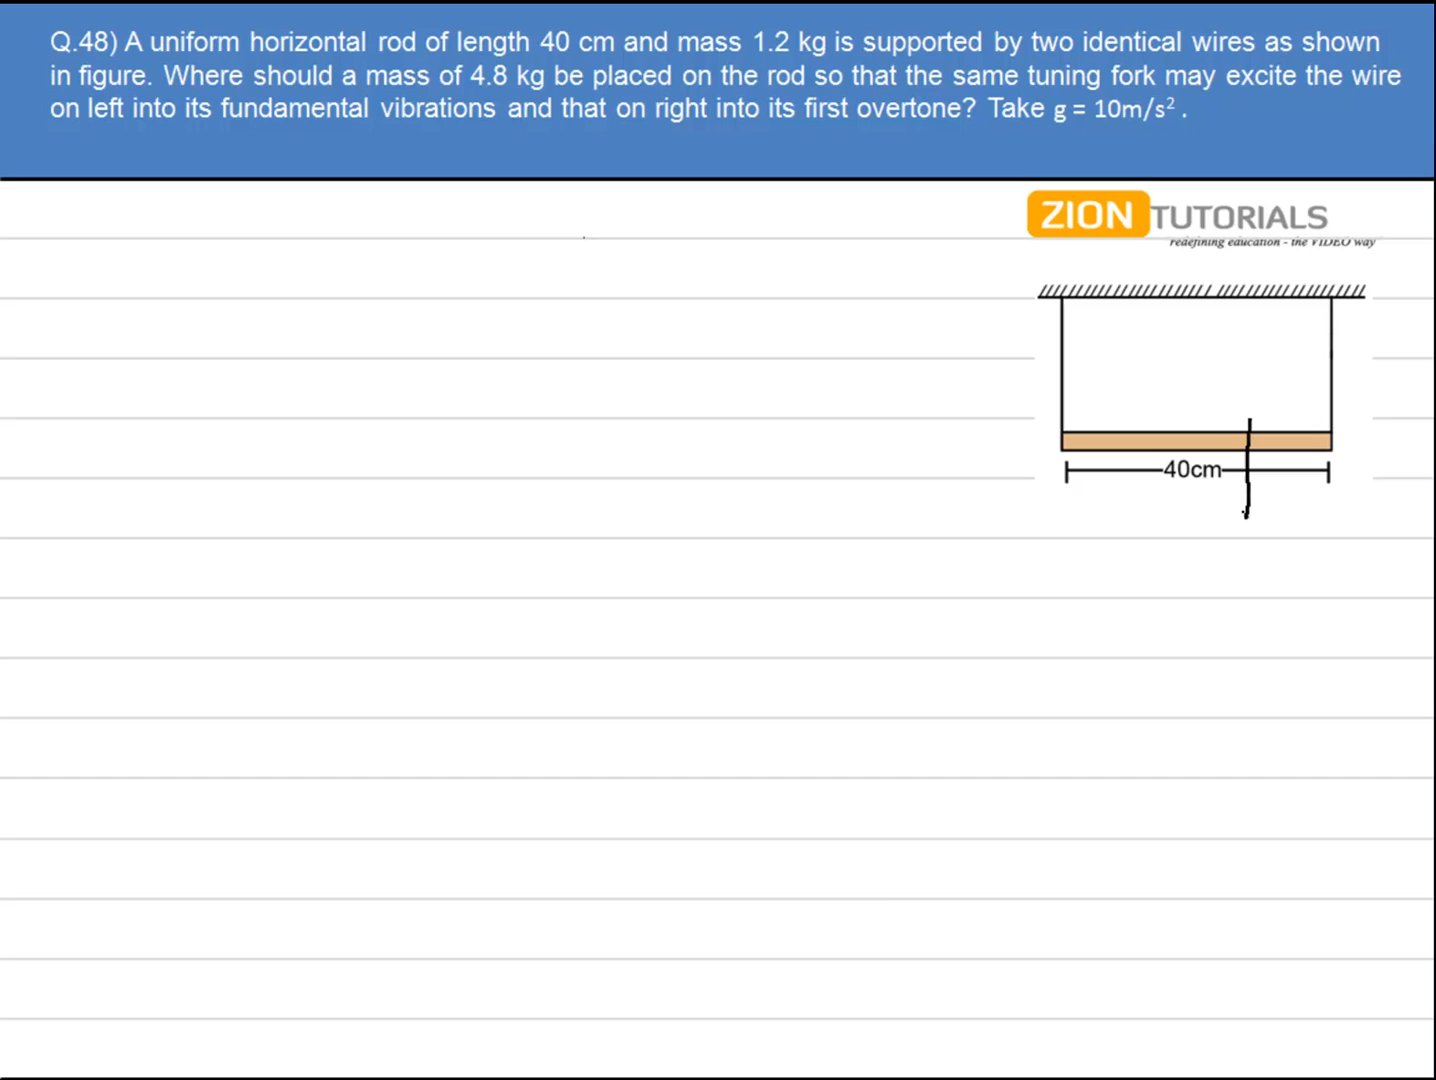 Q.48) A uniform horizontal rod of length 40 cm and mass 1.2 kg is supported by two identical wires as shown
in figure. Where should a mass of 4.8 kg be placed on the rod so that the same tuning fork may excite the wire
on left into its fundamental vibrations and that on right into its first overtone? Take g = 10m/s² .
ZION TUTORIALS
redefining education - the VIDEO way
40cm